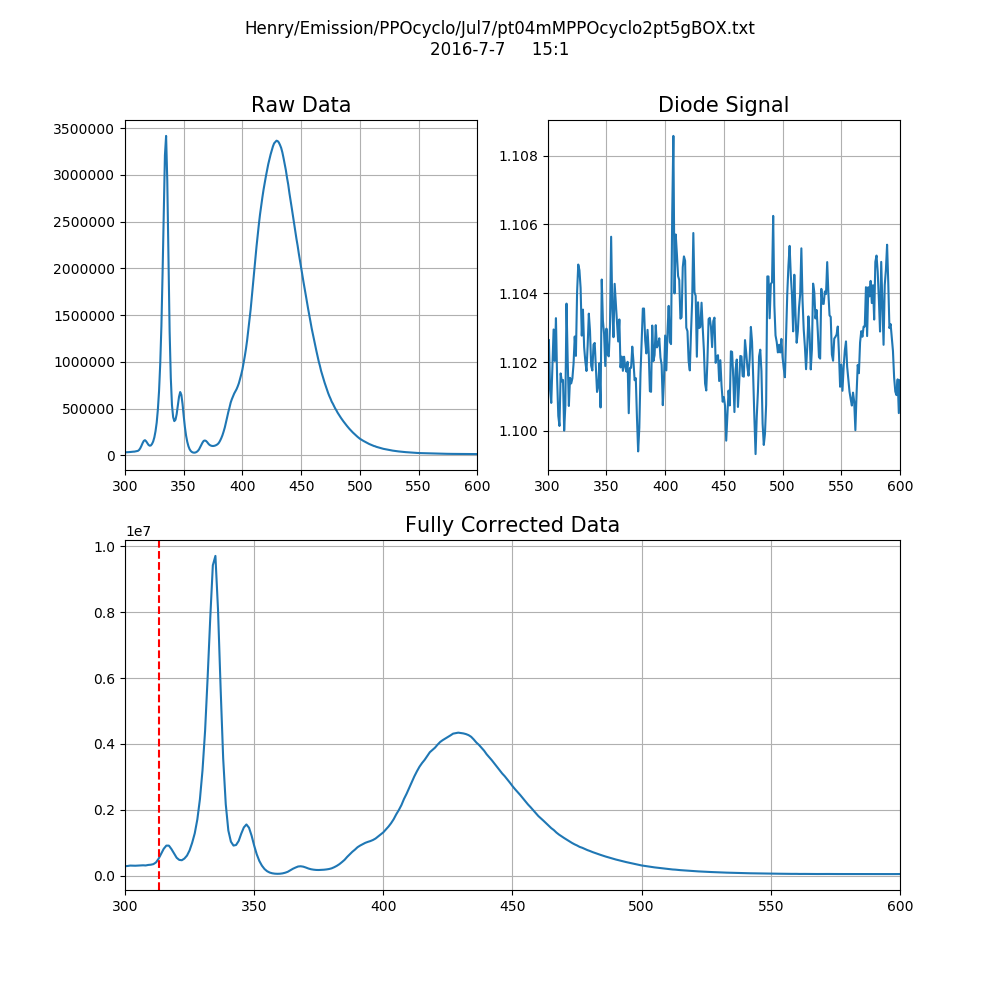 Henry/Emission/PPOcyclo/Jul7/pt04mMPPOcyclo2pt5gBOX.txt
2016-7-7 15:1
Raw Data
3500000
3000000
2500000
2000000
1500000
1000000
500000
0
300 350 400 450 500 550 600
Diode Signal
1.108
1.106
1.104
1.102
1.100
300 350 400 450 500 550 600
Fully Corrected Data
1e7
1.0
0.8
0.6
0.4
0.2
0.0
300 350 400 450 500 550 600